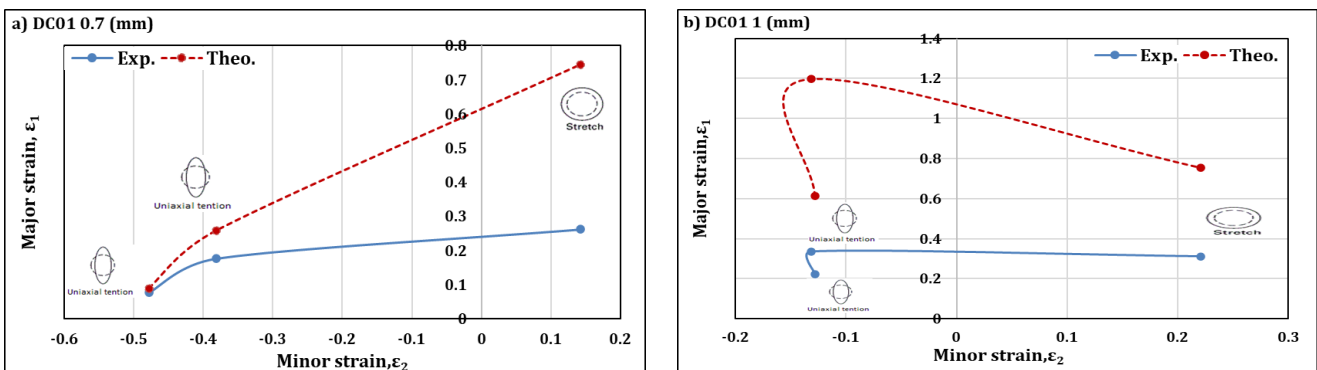 a) DC01 0.7 (mm)
Exp.
Theo.
Major strain, ε1
0.8
0.7
0.6
0.5
0.4
0.3
0.2
0.1
0
-0.6
-0.5
-0.4
-0.3
-0.2
-0.1
0
0.1
0.2
Minor strain,ε2
Stretch
Uniaxial tention
Uniaxial tention
b) DC01 1 (mm)
Exp.
Theo.
Major strain,ε1
1.4
1.2
1
0.8
0.6
0.4
0.2
0
-0.2
-0.1
0
0.1
0.2
0.3
Minor strain,ε2
Uniaxial tention
Stretch
Uniaxial tention